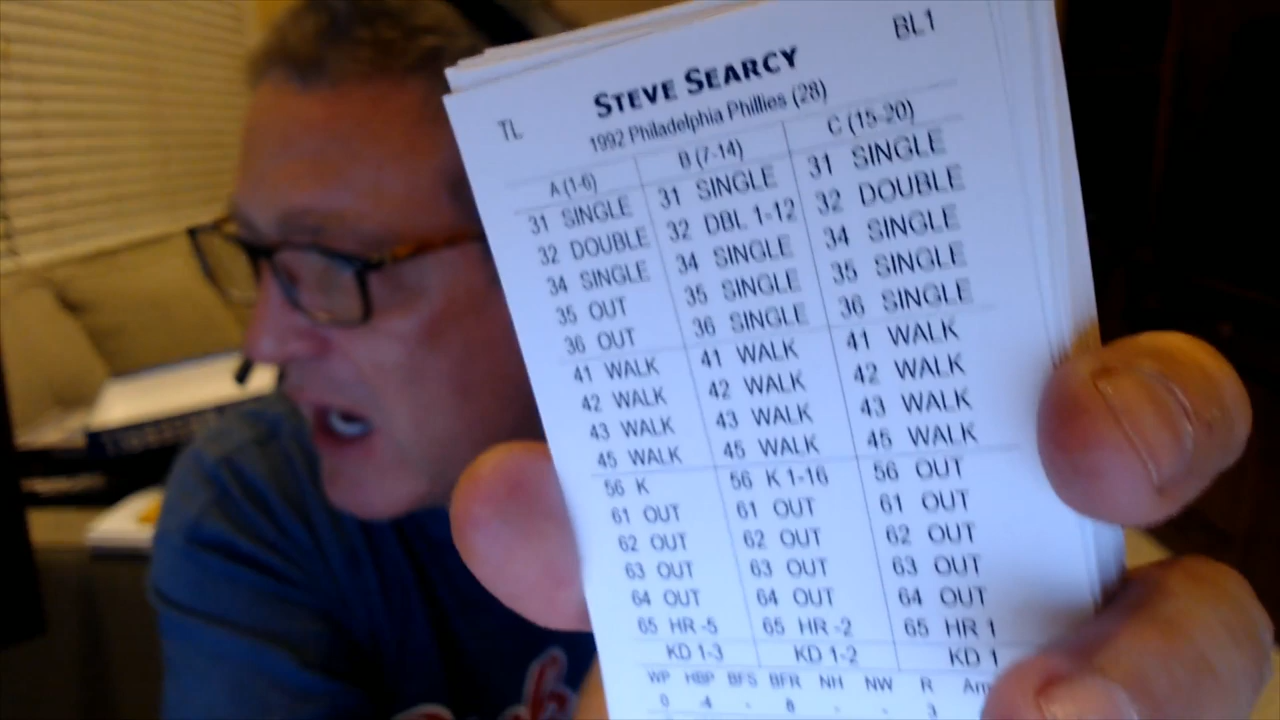 BL1
STEVE SEARCY
TL
1992 Philadelphia Phillies (28)
A (1-6) B (7-14) C (15-20)
31 SINGLE 31 SINGLE 31 SINGLE
32 DOUBLE 32 DBL 1-12 32 DOUBLE
34 SINGLE 34 SINGLE 34 SINGLE
35 OUT 35 SINGLE 35 SINGLE
36 OUT 36 SINGLE 36 SINGLE
41 WALK 41 WALK 41 WALK
42 WALK 42 WALK 42 WALK
43 WALK 43 WALK 43 WALK
45 WALK 45 WALK 45 WALK
56 K 56 K 1-16 56 OUT
61 OUT 61 OUT 61 OUT
62 OUT 62 OUT 62 OUT
63 OUT 63 OUT 63 OUT
64 OUT 64 OUT 64 OUT
65 HR -5 65 HR -2 65 HR 1
KD 1-3 KD 1-2 KD 1
WP HBP BFS BFR NH NW R Arm
0 -4 - 8 - - 3